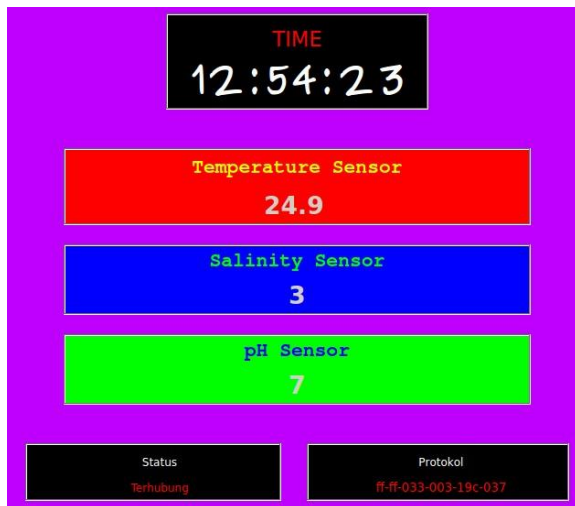 TIME
12:54:23
Temperature Sensor
24.9
Salinity Sensor
3
pH Sensor
7
Status
Terhubung
Protokol
ff-ff-033-003-19c-037